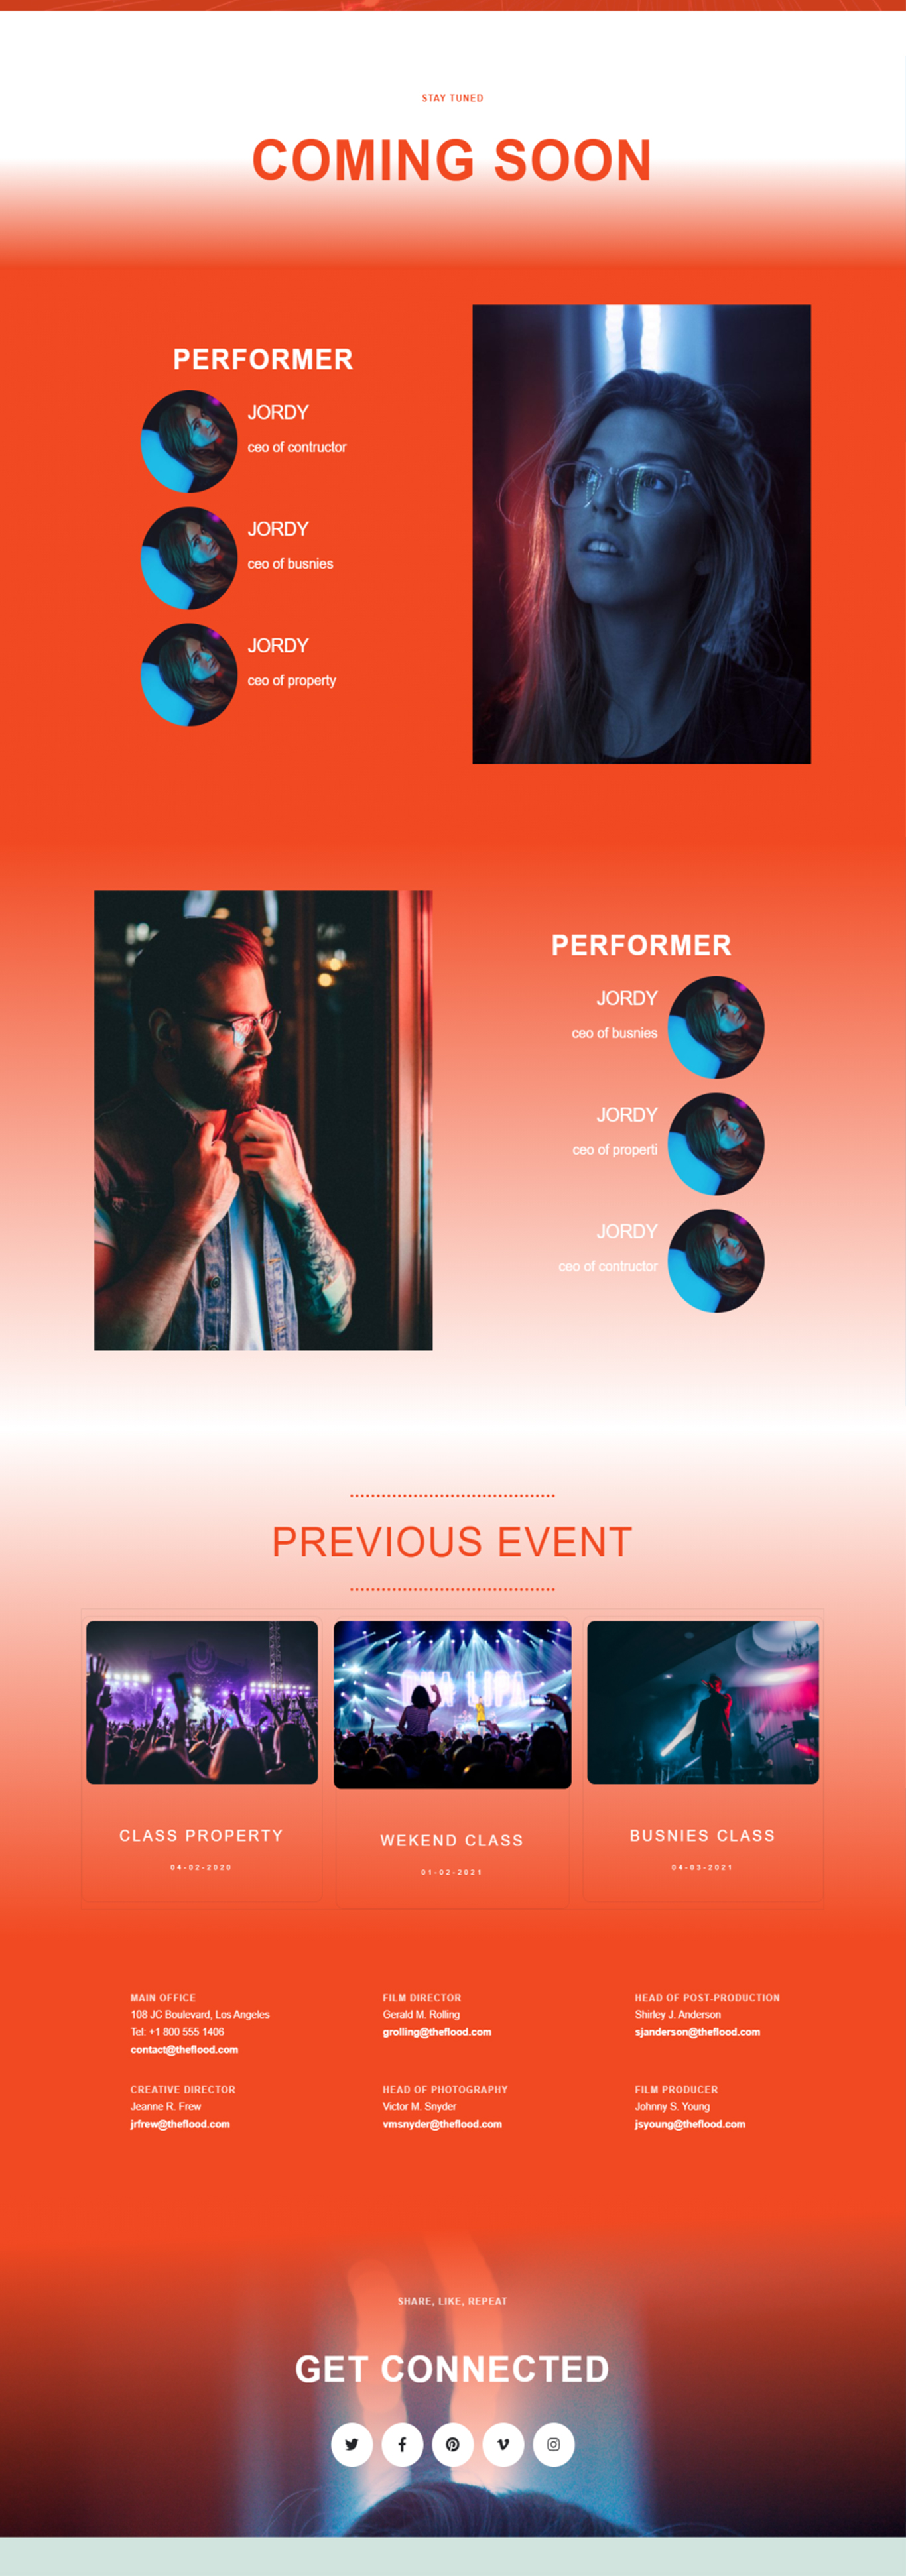 STAY TUNED
COMING SOON
PERFORMER
JORDY
ceo of contructor
JORDY
ceo of busnies
JORDY
ceo of property
PERFORMER
JORDY
ceo of busnies
JORDY
ceo of properti
JORDY
ceo of contructor
PREVIOUS EVENT
LIPA
CLASS PROPERTY
04-02-2020
WEKEND CLASS
01-02-2021
BUSNIES CLASS
04-03-2021
MAIN OFFICE
108 JC Boulevard, Los Angeles
Tel: +1 800 555 1406
contact@theflood.com
FILM DIRECTOR
Gerald M. Rolling
grolling@theflood.com
HEAD OF POST-PRODUCTION
Shirley J. Anderson
sjanderson@theflood.com
CREATIVE DIRECTOR
Jeanne R. Frew
jrfrew@theflood.com
HEAD OF PHOTOGRAPHY
Victor M. Snyder
vmsnyder@theflood.com
FILM PRODUCER
Johnny S. Young
jsyoung@theflood.com
SHARE, LIKE, REPEAT
GET CONNECTED